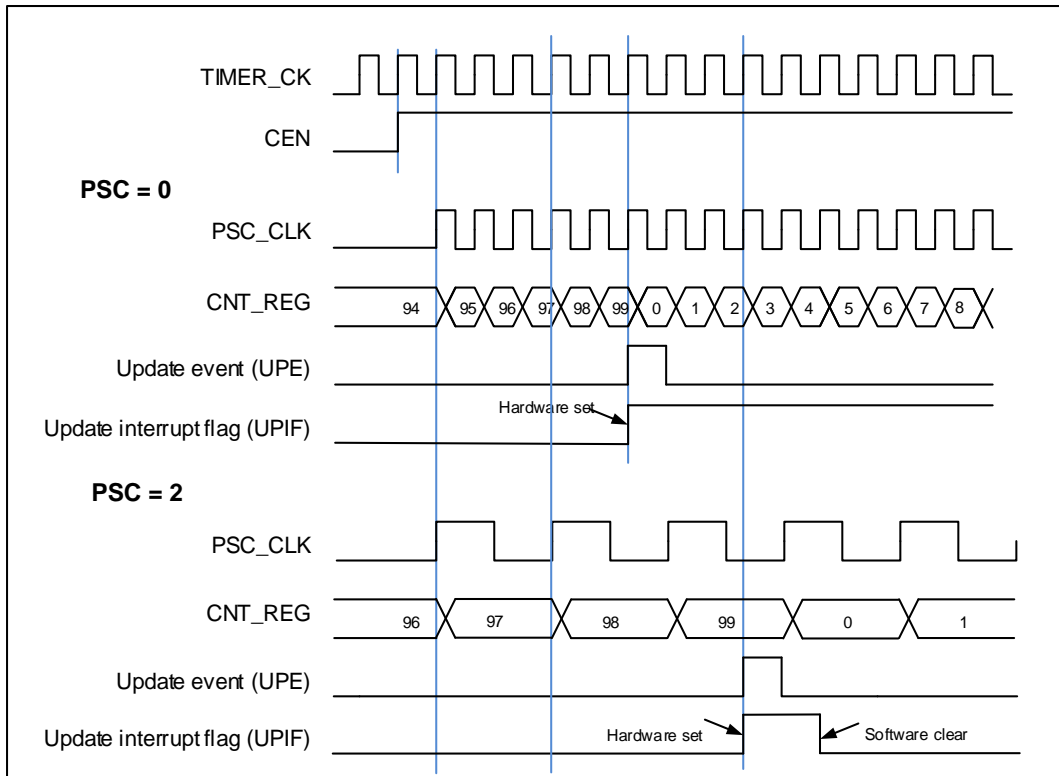 TIMER_CK
CEN
PSC = 0
PSC_CLK
CNT_REG 94 95 96 97 98 99 0 1 2 3 4 5 6 7 8
Update event (UPE)
Hardware set
Update interrupt flag (UPIF)
PSC = 2
PSC_CLK
CNT_REG 96 97 98 99 0 1
Update event (UPE)
Update interrupt flag (UPIF) Hardware set Software clear